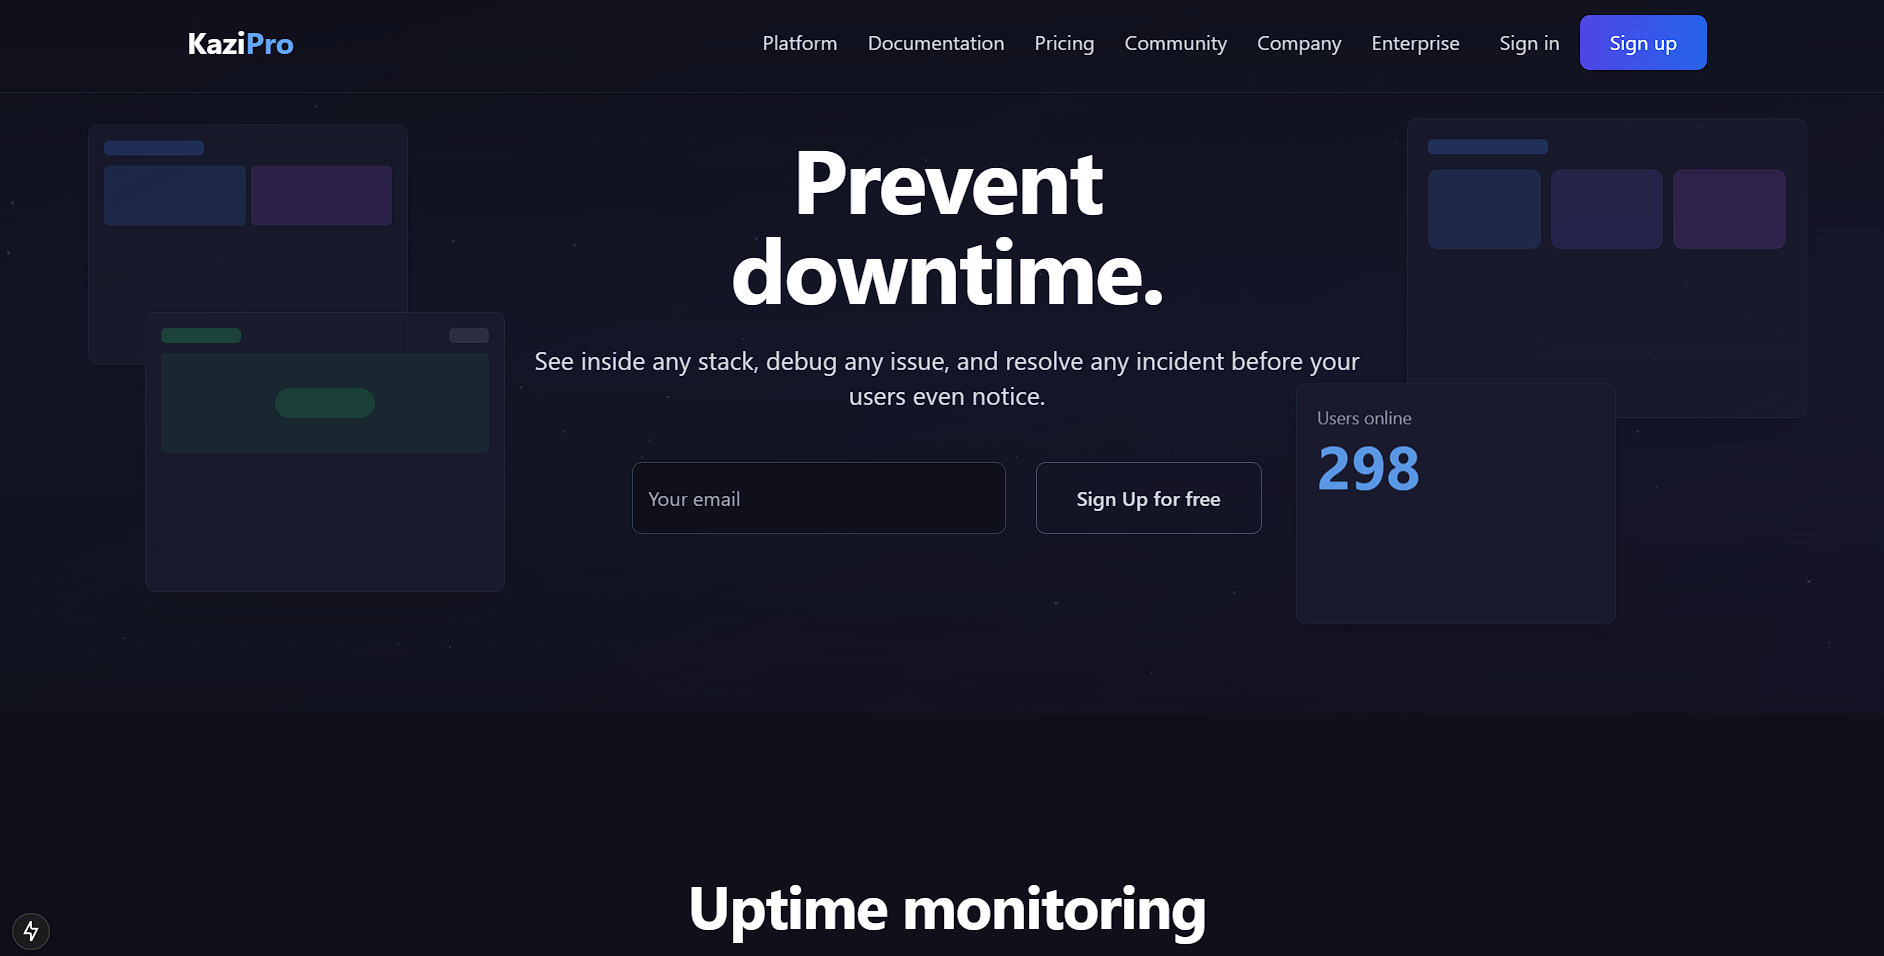 KaziPro
Platform Documentation Pricing Community Company Enterprise Sign in Sign up
Prevent
downtime.
See inside any stack, debug any issue, and resolve any incident before your
users even notice.
Your email
Sign Up for free
Users online
298
Uptime monitoring